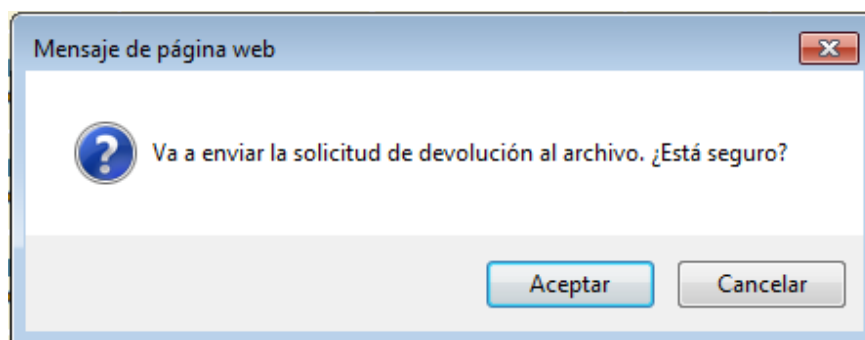 Mensaje de página web
Va a enviar la solicitud de devolución al archivo. ¿Está seguro?
Aceptar
Cancelar